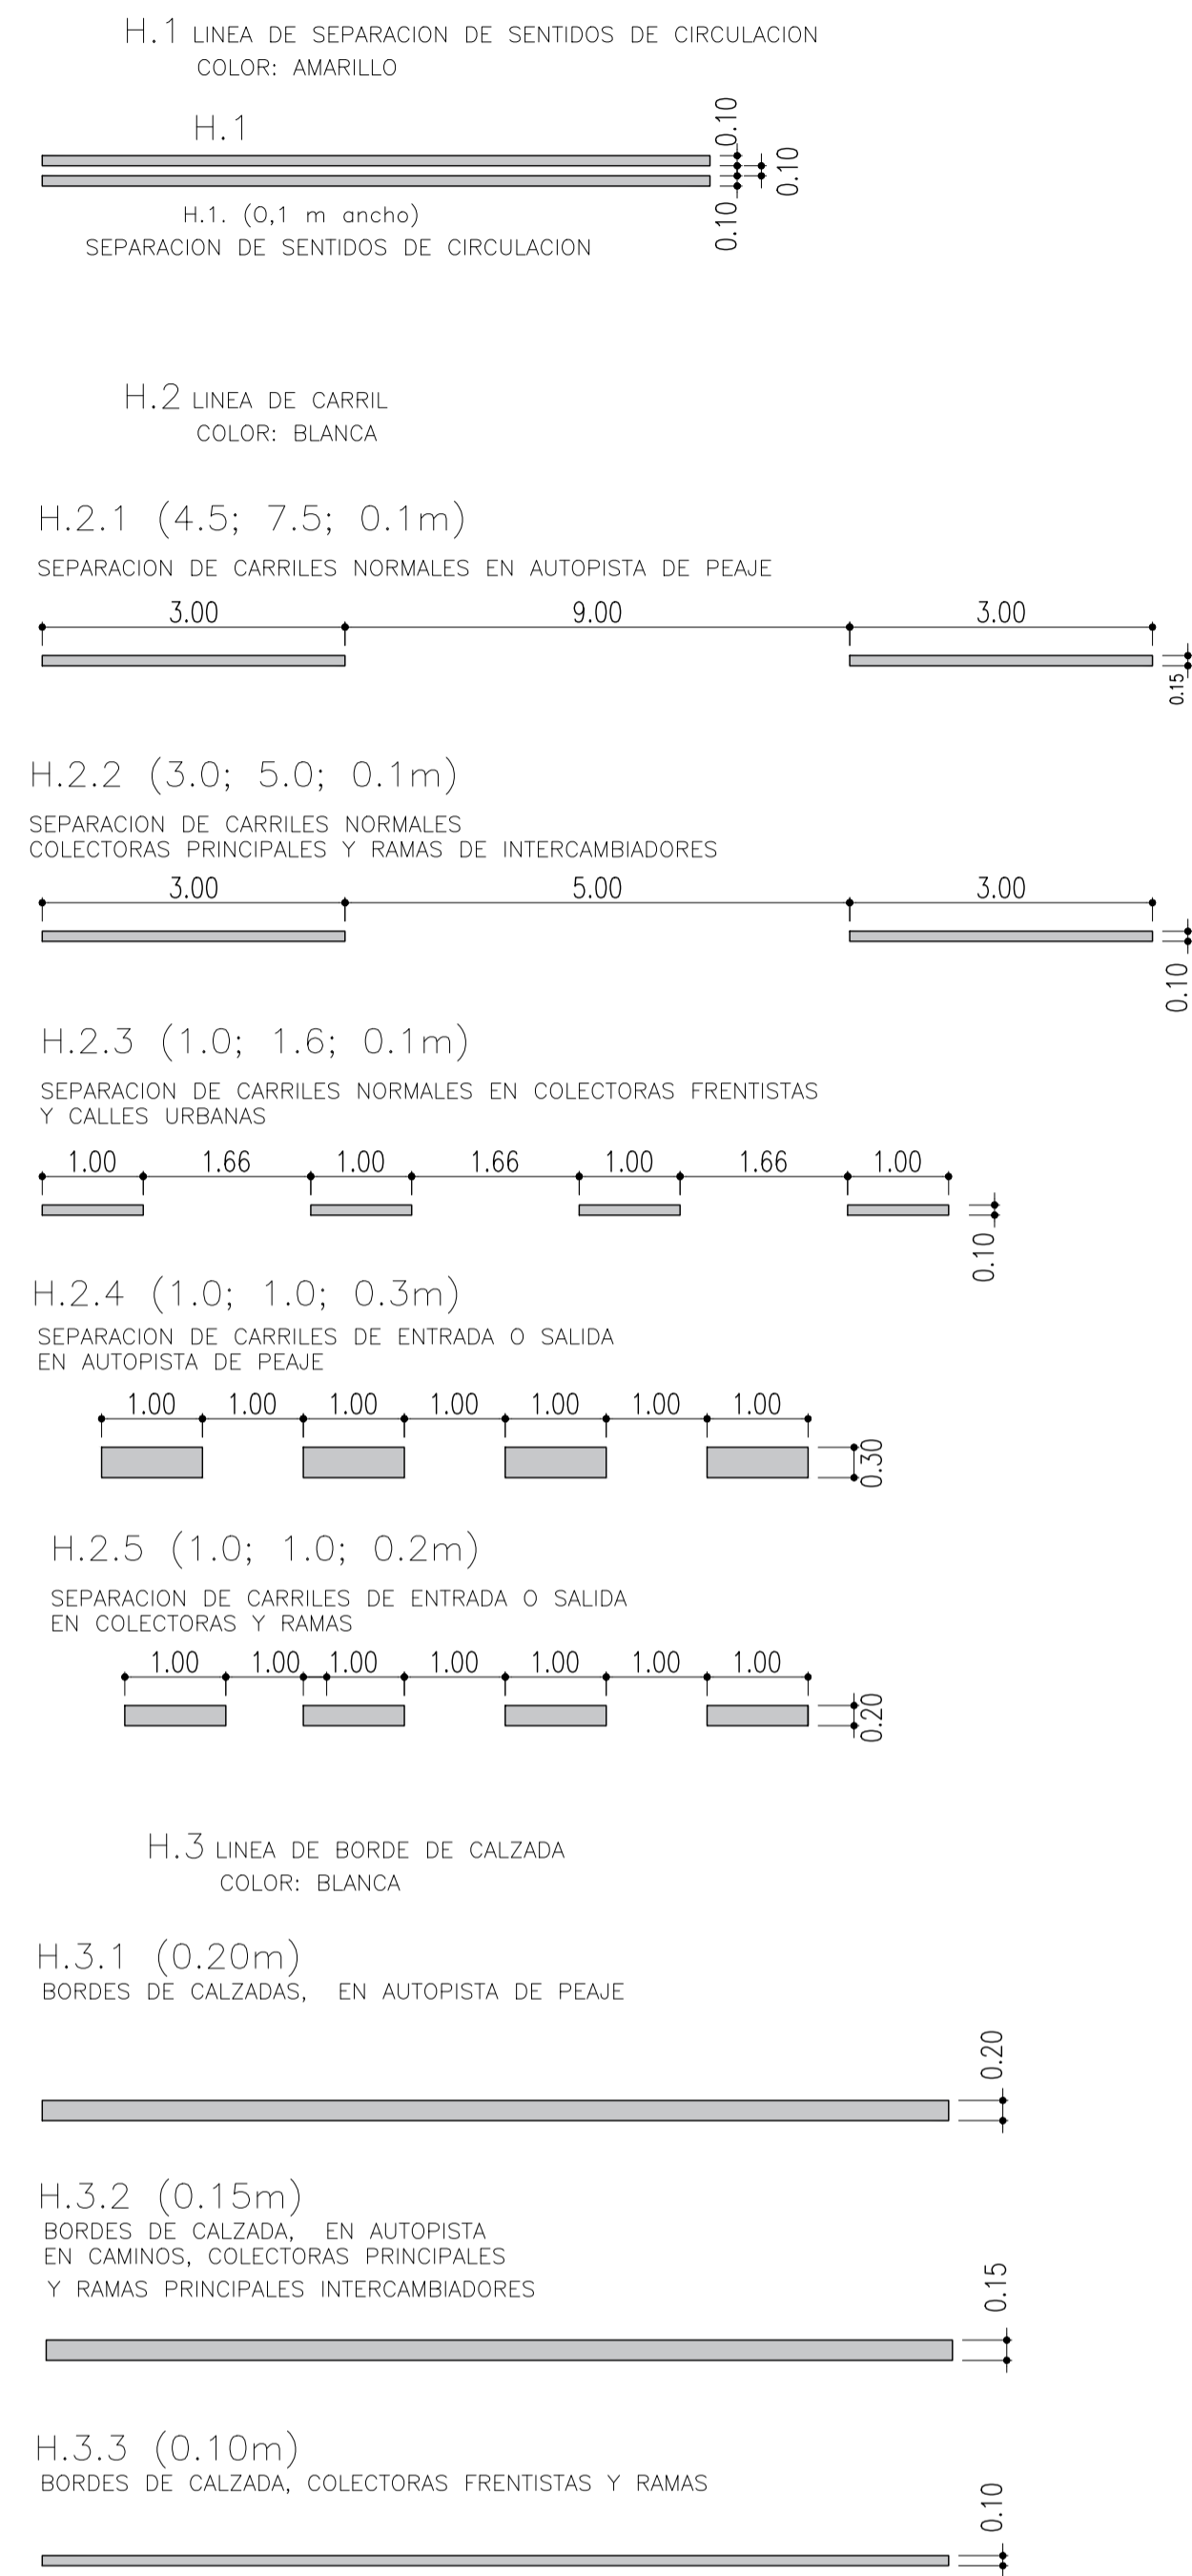 H.1 LINEA DE SEPARACION DE SENTIDOS DE CIRCULACION
COLOR: AMARILLO
H.1
0.10
0.10
0.10
H.1. (0,1 m ancho)
SEPARACION DE SENTIDOS DE CIRCULACION
H.2 LINEA DE CARRIL
COLOR: BLANCA
H.2.1 (4.5; 7.5; 0.1m)
SEPARACION DE CARRILES NORMALES EN AUTOPISTA DE PEAJE
3.00 9.00 3.00
0.15
H.2.2 (3.0; 5.0; 0.1m)
SEPARACION DE CARRILES NORMALES
COLECTORAS PRINCIPALES Y RAMAS DE INTERCAMBIADORES
3.00 5.00 3.00
0.10
H.2.3 (1.0; 1.6; 0.1m)
SEPARACION DE CARRILES NORMALES EN COLECTORAS FRENTISTAS
Y CALLES URBANAS
1.00 1.66 1.00 1.66 1.00 1.66 1.00
0.10
H.2.4 (1.0; 1.0; 0.3m)
SEPARACION DE CARRILES DE ENTRADA O SALIDA
EN AUTOPISTA DE PEAJE
1.00 1.00 1.00 1.00 1.00 1.00 1.00
0.30
H.2.5 (1.0; 1.0; 0.2m)
SEPARACION DE CARRILES DE ENTRADA O SALIDA
EN COLECTORAS Y RAMAS
1.00 1.00 1.00 1.00 1.00 1.00 1.00
0.20
H.3 LINEA DE BORDE DE CALZADA
COLOR: BLANCA
H.3.1 (0.20m)
BORDES DE CALZADAS, EN AUTOPISTA DE PEAJE
0.20
H.3.2 (0.15m)
BORDES DE CALZADA, EN AUTOPISTA
EN CAMINOS, COLECTORAS PRINCIPALES
Y RAMAS PRINCIPALES INTERCAMBIADORES
0.15
H.3.3 (0.10m)
BORDES DE CALZADA, COLECTORAS FRENTISTAS Y RAMAS
0.10